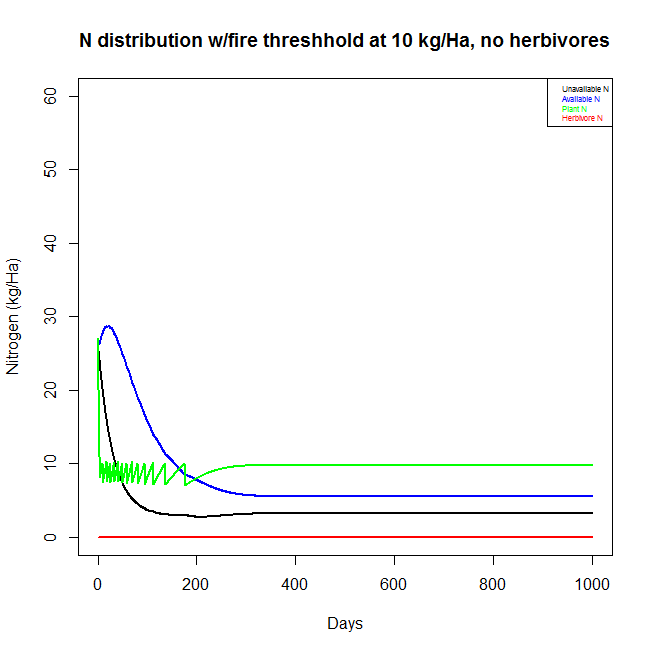 N distribution w/fire threshhold at 10 kg/Ha, no herbivores
Unavailable N
Available N
Plant N
Herbivore N
60
50
40
30
20
10
0
Nitrogen (kg/Ha)
0 200 400 600 800 1000
Days